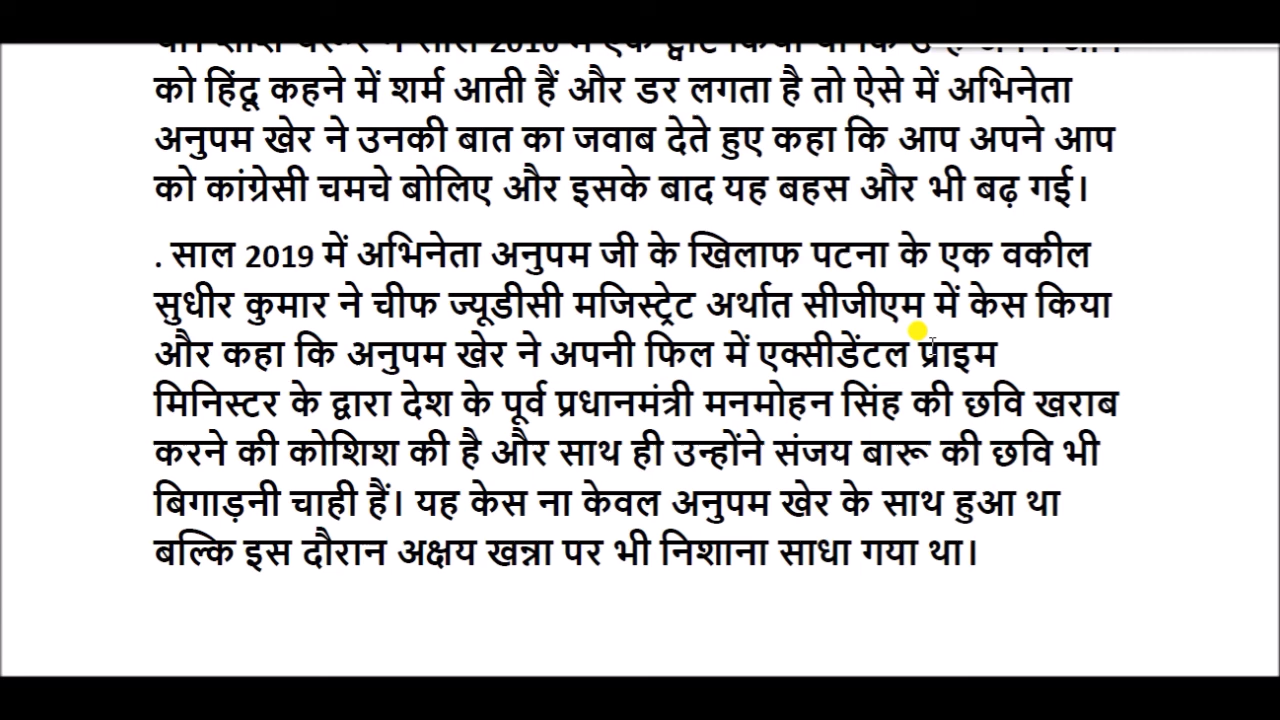 को हिंदू कहने में शर्म आती हैं और डर लगता है तो ऐसे में अभिनेता
अनुपम खेर ने उनकी बात का जवाब देते हुए कहा कि आप अपने आप
को कांग्रेसी चमचे बोलिए और इसके बाद यह बहस और भी बढ़ गई।
. साल 2019 में अभिनेता अनुपम जी के खिलाफ पटना के एक वकील
सुधीर कुमार ने चीफ ज्यूडीसी मजिस्ट्रेट अर्थात सीजीएम में केस किया
और कहा कि अनुपम खेर ने अपनी फिल में एक्सीडेंटल प्राइम
मिनिस्टर के द्वारा देश के पूर्व प्रधानमंत्री मनमोहन सिंह की छवि खराब
करने की कोशिश की है और साथ ही उन्होंने संजय बारू की छवि भी
बिगाड़नी चाही हैं। यह केस ना केवल अनुपम खेर के साथ हुआ था
बल्कि इस दौरान अक्षय खन्ना पर भी निशाना साधा गया था।